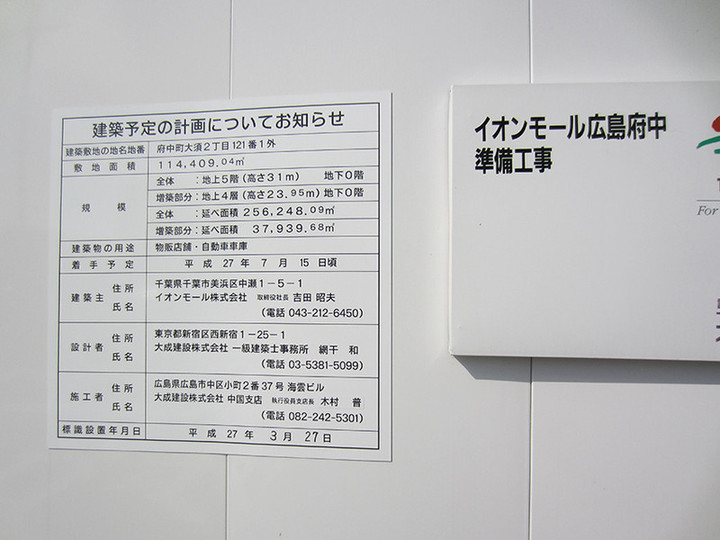 建築予定の計画についてお知らせ
建築敷地の地名地番 府中町大須2丁目121番1外
敷地面積 114,409.04㎡
規模 全体 :地上5階(高さ31m) 地下0階
増築部分:地上4層(高さ23.95m)地下0階
全体 :延べ面積 256,248.09㎡
増築部分:延べ面積 37,939.68㎡
建築物の用途 物販店舗・自動車車庫
着手予定 平成 27年 7月 15日頃
建築主 住所 氏名 千葉県千葉市美浜区中瀬1-5-1
イオンモール株式会社 取締役社長 吉田 昭夫
(電話 043-212-6450)
設計者 住所 氏名 東京都新宿区西新宿1-25-1
大成建設株式会社 一級建築士事務所 網干 和
(電話 03-5381-5099)
施工者 住所 氏名 広島県広島市中区小町2番37号 海雲ビル
大成建設株式会社 中国支店 執行役員支店長 木村 普
(電話 082-242-5301)
標識設置年月日 平成 27年 3月 27日
イオンモール広島府中
準備工事
For